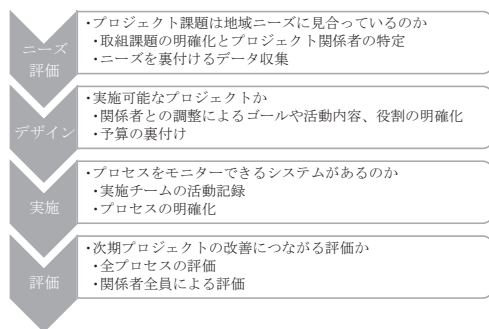 ニーズ
評価
・プロジェクト課題は地域ニーズに見合っているのか
・取組課題の明確化とプロジェクト関係者の特定
・ニーズを裏付けるデータ収集
デザイン
・実施可能なプロジェクトか
・関係者との調整によるゴールや活動内容、役割の明確化
・予算の裏付け
実施
・プロセスをモニターできるシステムがあるのか
・実施チームの活動記録
・プロセスの明確化
評価
・次期プロジェクトの改善につながる評価か
・全プロセスの評価
・関係者全員による評価